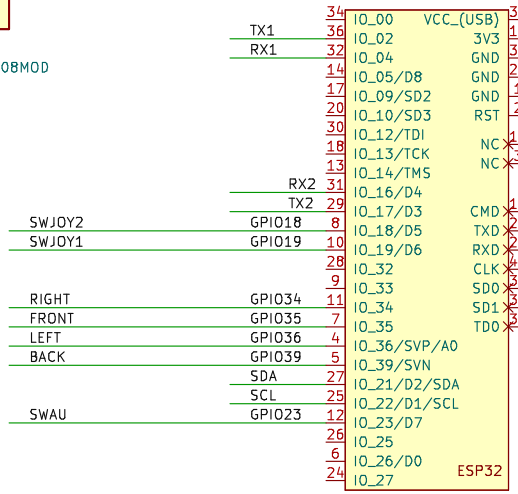 34 IO_00 VCC_(USB)
TX1 36 IO_02 3V3
RX1 32 IO_04 GND
08MOD 14 IO_05/D8 GND
17 IO_09/SD2 GND
20 IO_10/SD3 RST
30 IO_12/TDI NC
18 IO_13/TCK NC
13 IO_14/TMS
RX2 31 IO_16/D4
TX2 29 IO_17/D3 CMD
SWJOY2 GPIO18 8 IO_18/D5 TXD
SWJOY1 GPIO19 10 IO_19/D6 RXD
28 IO_32 CLK
9 IO_33 SD0
RIGHT GPIO34 11 IO_34 SD1
FRONT GPIO35 7 IO_35 TD0
LEFT GPIO36 4 IO_36/SVP/A0
BACK GPIO39 5 IO_39/SVN
SDA 27 IO_21/D2/SDA
SCL 25 IO_22/D1/SCL
SWAU GPIO23 12 IO_23/D7
26 IO_25
6 IO_26/D0
24 IO_27
ESP32